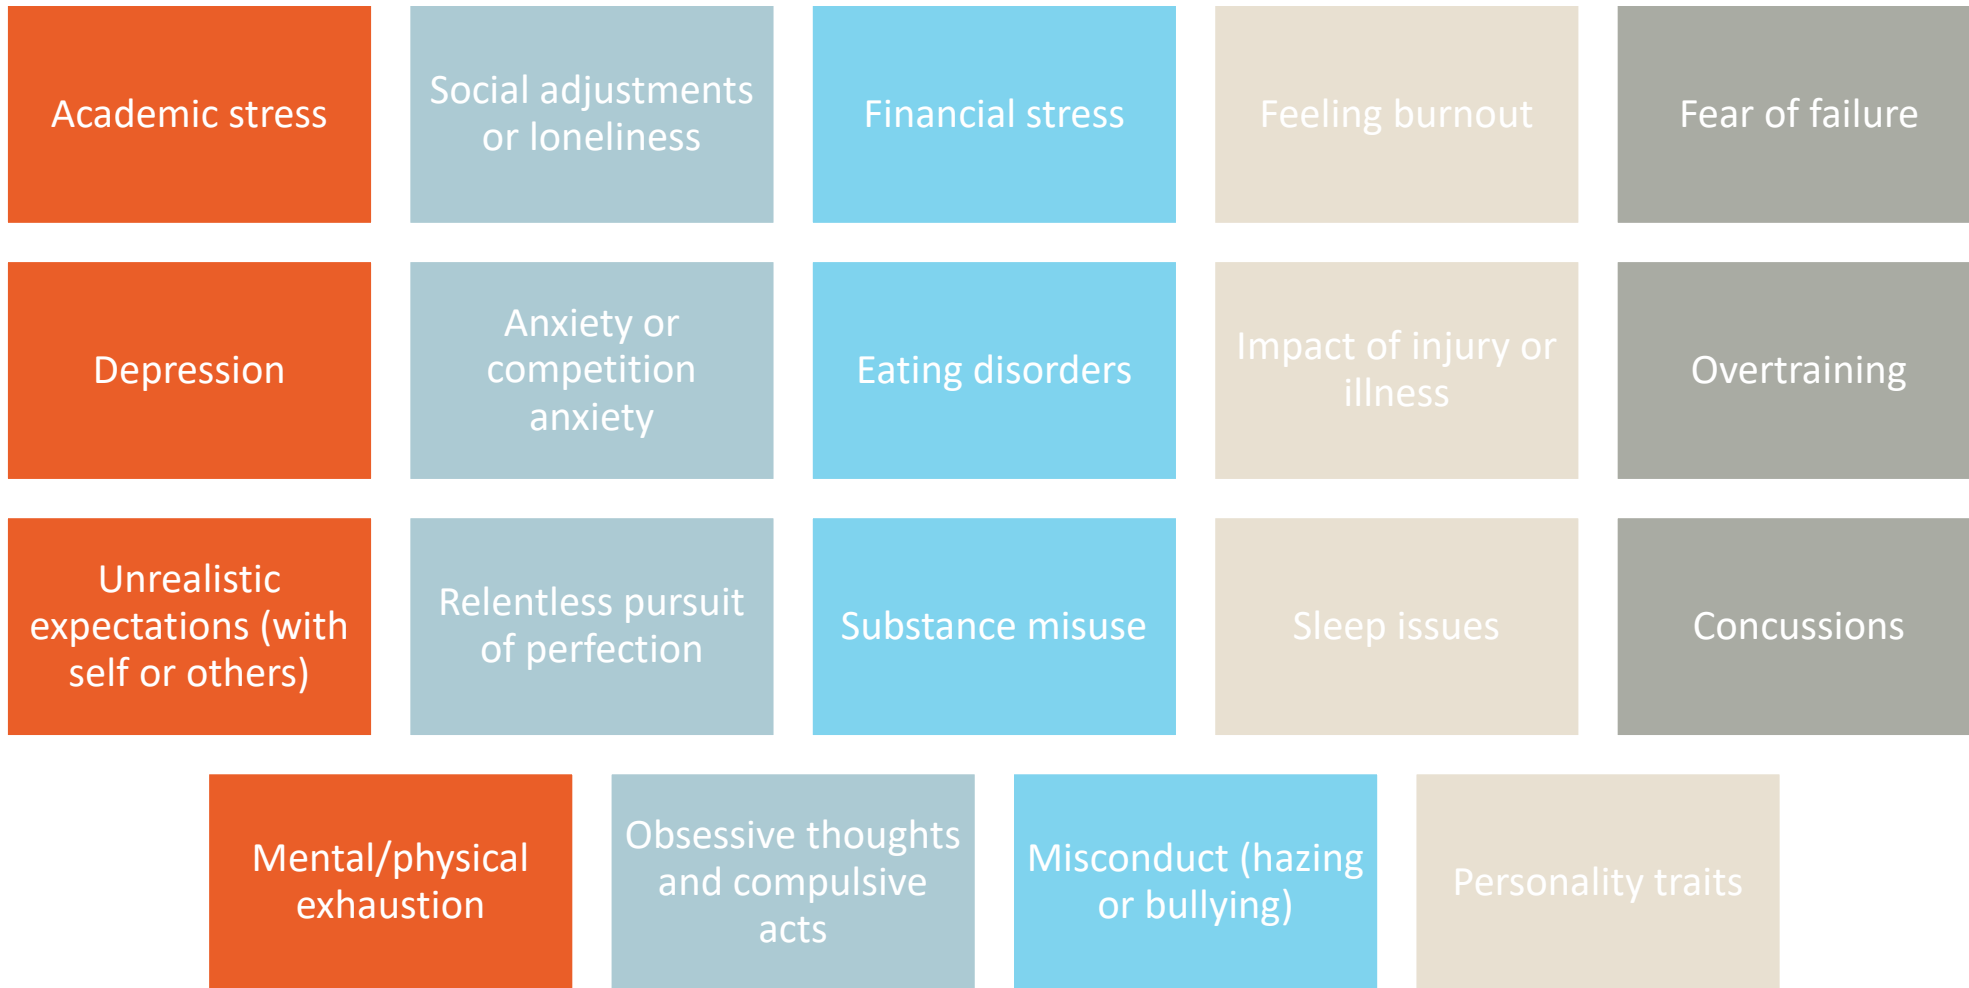 Academic stress
Social adjustments
or loneliness
Financial stress
Feeling burnout
Fear of failure
Depression
Anxiety or
competition
anxiety
Eating disorders
Impact of injury or
illness
Overtraining
Unrealistic
expectations (with
self or others)
Relentless pursuit
of perfection
Substance misuse
Sleep issues
Concussions
Mental/physical
exhaustion
Obsessive thoughts
and compulsive
acts
Misconduct (hazing
or bullying)
Personality traits